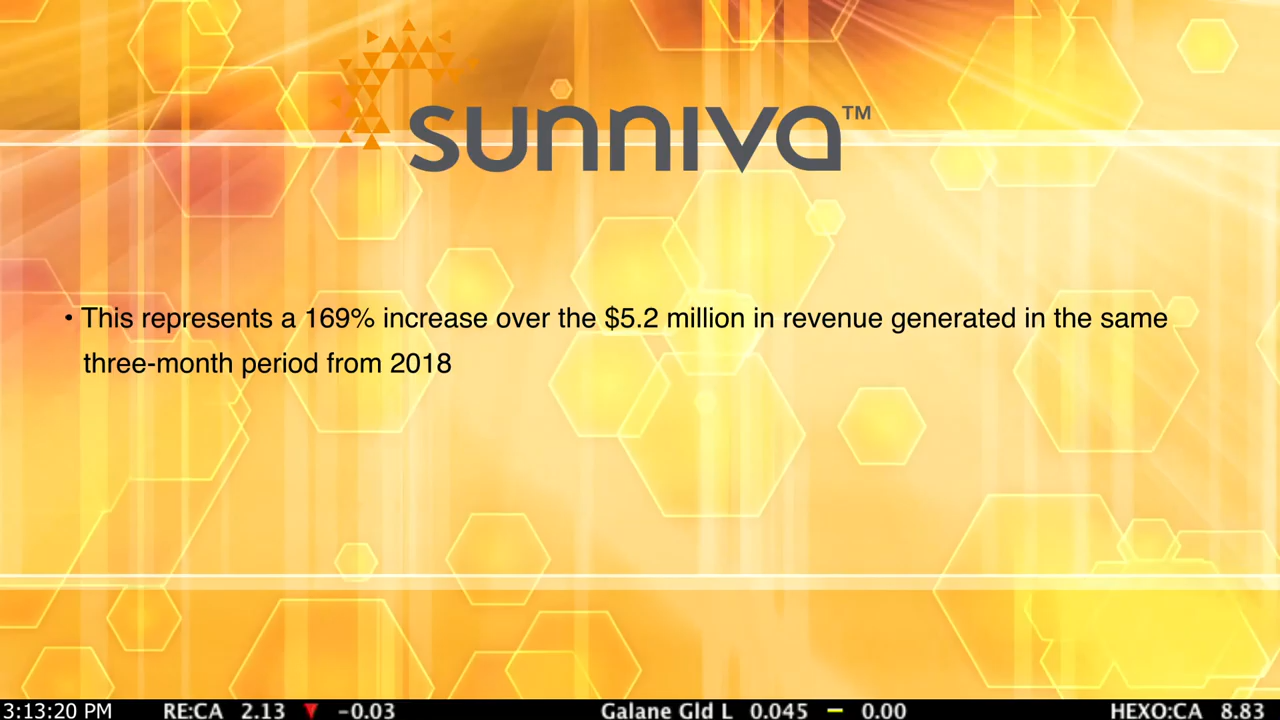 sunniva™
• This represents a 169% increase over the $5.2 million in revenue generated in the same
three-month period from 2018
3:13:20 PM RE:CA 2.13 ▼ -0.03 Galane Gld L 0.045 – 0.00 HEXO:CA 8.83